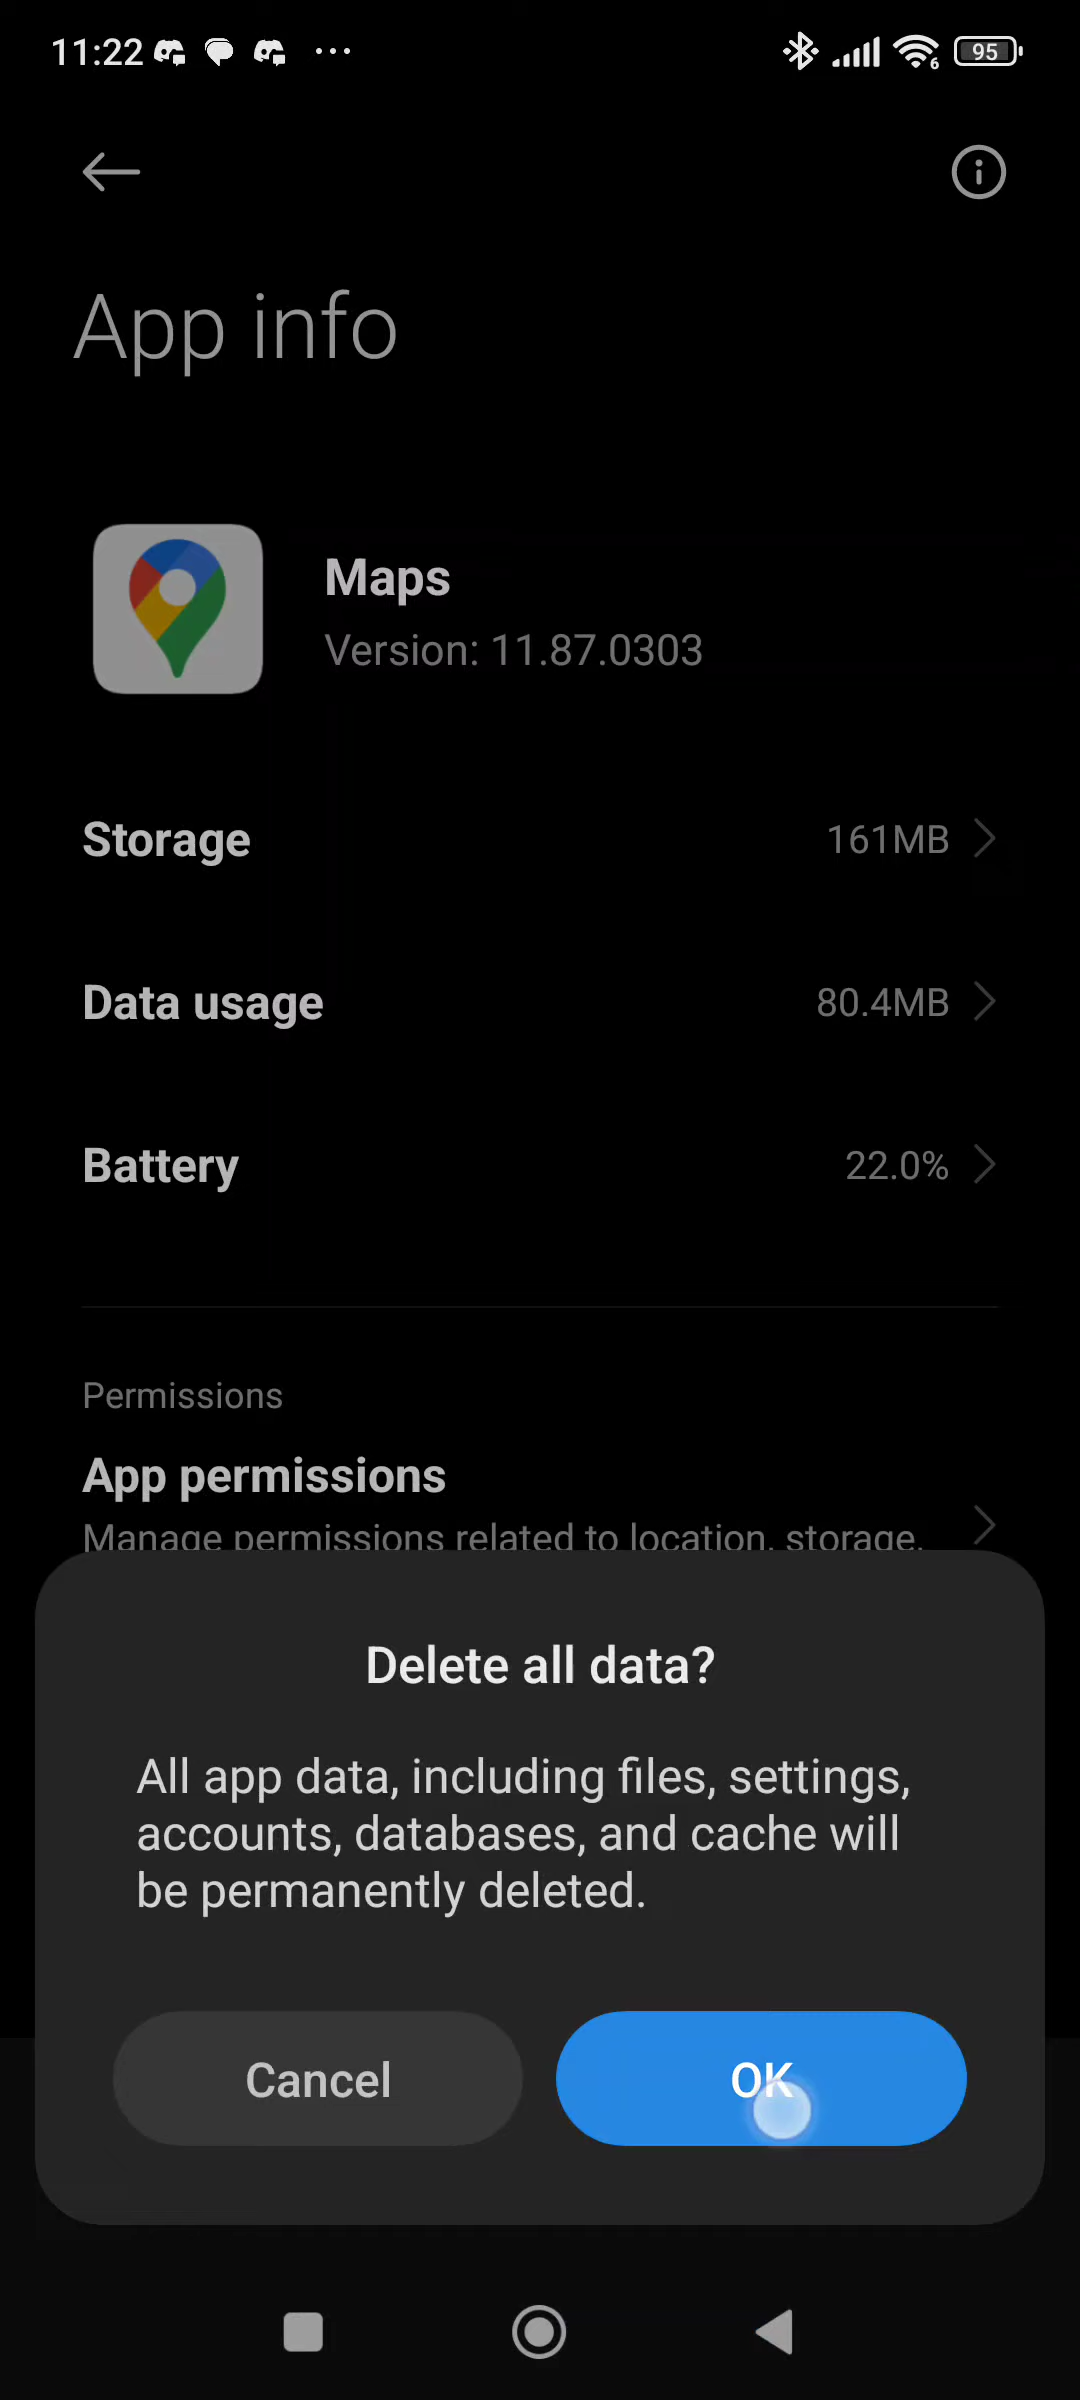 11:22
6
95
App info
Maps
Version: 11.87.0303
Storage
161MB
Data usage
80.4MB
Battery
22.0%
Permissions
App permissions
Manage permissions related to location, storage,
Delete all data?
All app data, including files, settings,
accounts, databases, and cache will
be permanently deleted.
Cancel
OK